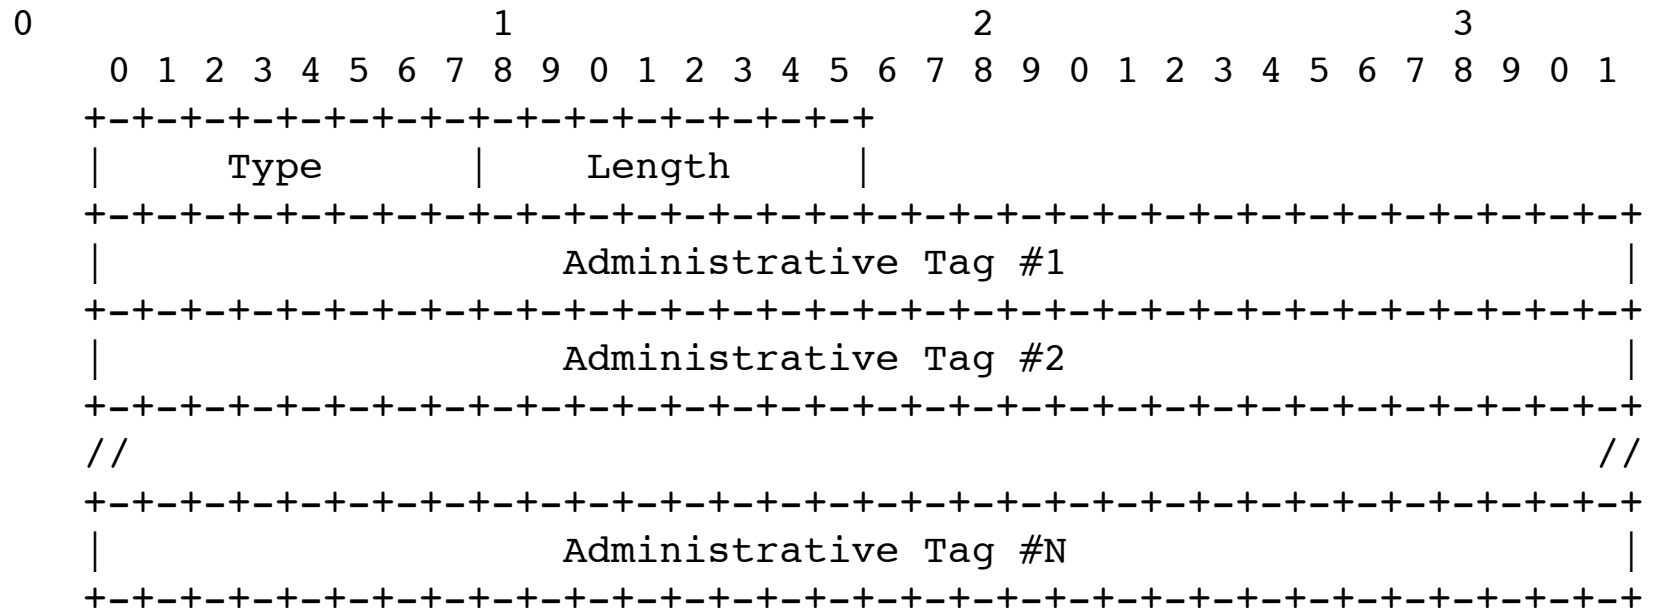 0                   1                   2                   3
    0 1 2 3 4 5 6 7 8 9 0 1 2 3 4 5 6 7 8 9 0 1 2 3 4 5 6 7 8 9 0 1
   +-+-+-+-+-+-+-+-+-+-+-+-+-+-+-+-+
   |     Type      |    Length     |
   +-+-+-+-+-+-+-+-+-+-+-+-+-+-+-+-+-+-+-+-+-+-+-+-+-+-+-+-+-+-+-+-+
   |                   Administrative Tag #1                       |
   +-+-+-+-+-+-+-+-+-+-+-+-+-+-+-+-+-+-+-+-+-+-+-+-+-+-+-+-+-+-+-+-+
   |                   Administrative Tag #2                       |
   +-+-+-+-+-+-+-+-+-+-+-+-+-+-+-+-+-+-+-+-+-+-+-+-+-+-+-+-+-+-+-+-+
   //                                                             //
   +-+-+-+-+-+-+-+-+-+-+-+-+-+-+-+-+-+-+-+-+-+-+-+-+-+-+-+-+-+-+-+-+
   |                   Administrative Tag #N                       |
   +-+-+-+-+-+-+-+-+-+-+-+-+-+-+-+-+-+-+-+-+-+-+-+-+-+-+-+-+-+-+-+-+